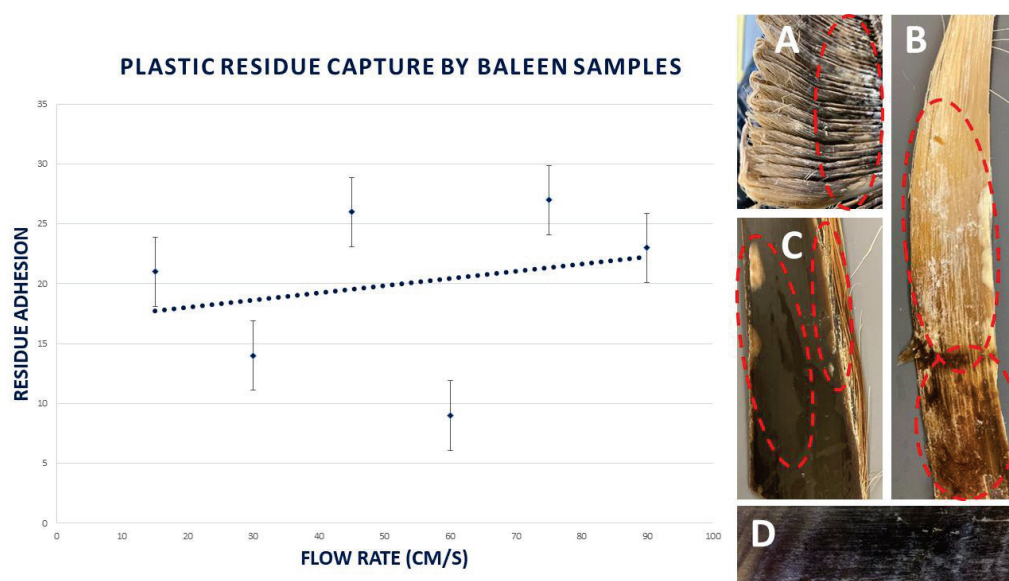 PLASTIC RESIDUE CAPTURE BY BALEEN SAMPLES
35
30
25
20
15
10
5
0
RESIDUE ADHESION
0 10 20 30 40 50 60 70 80 90 100
FLOW RATE (CM/S)
A
B
C
D